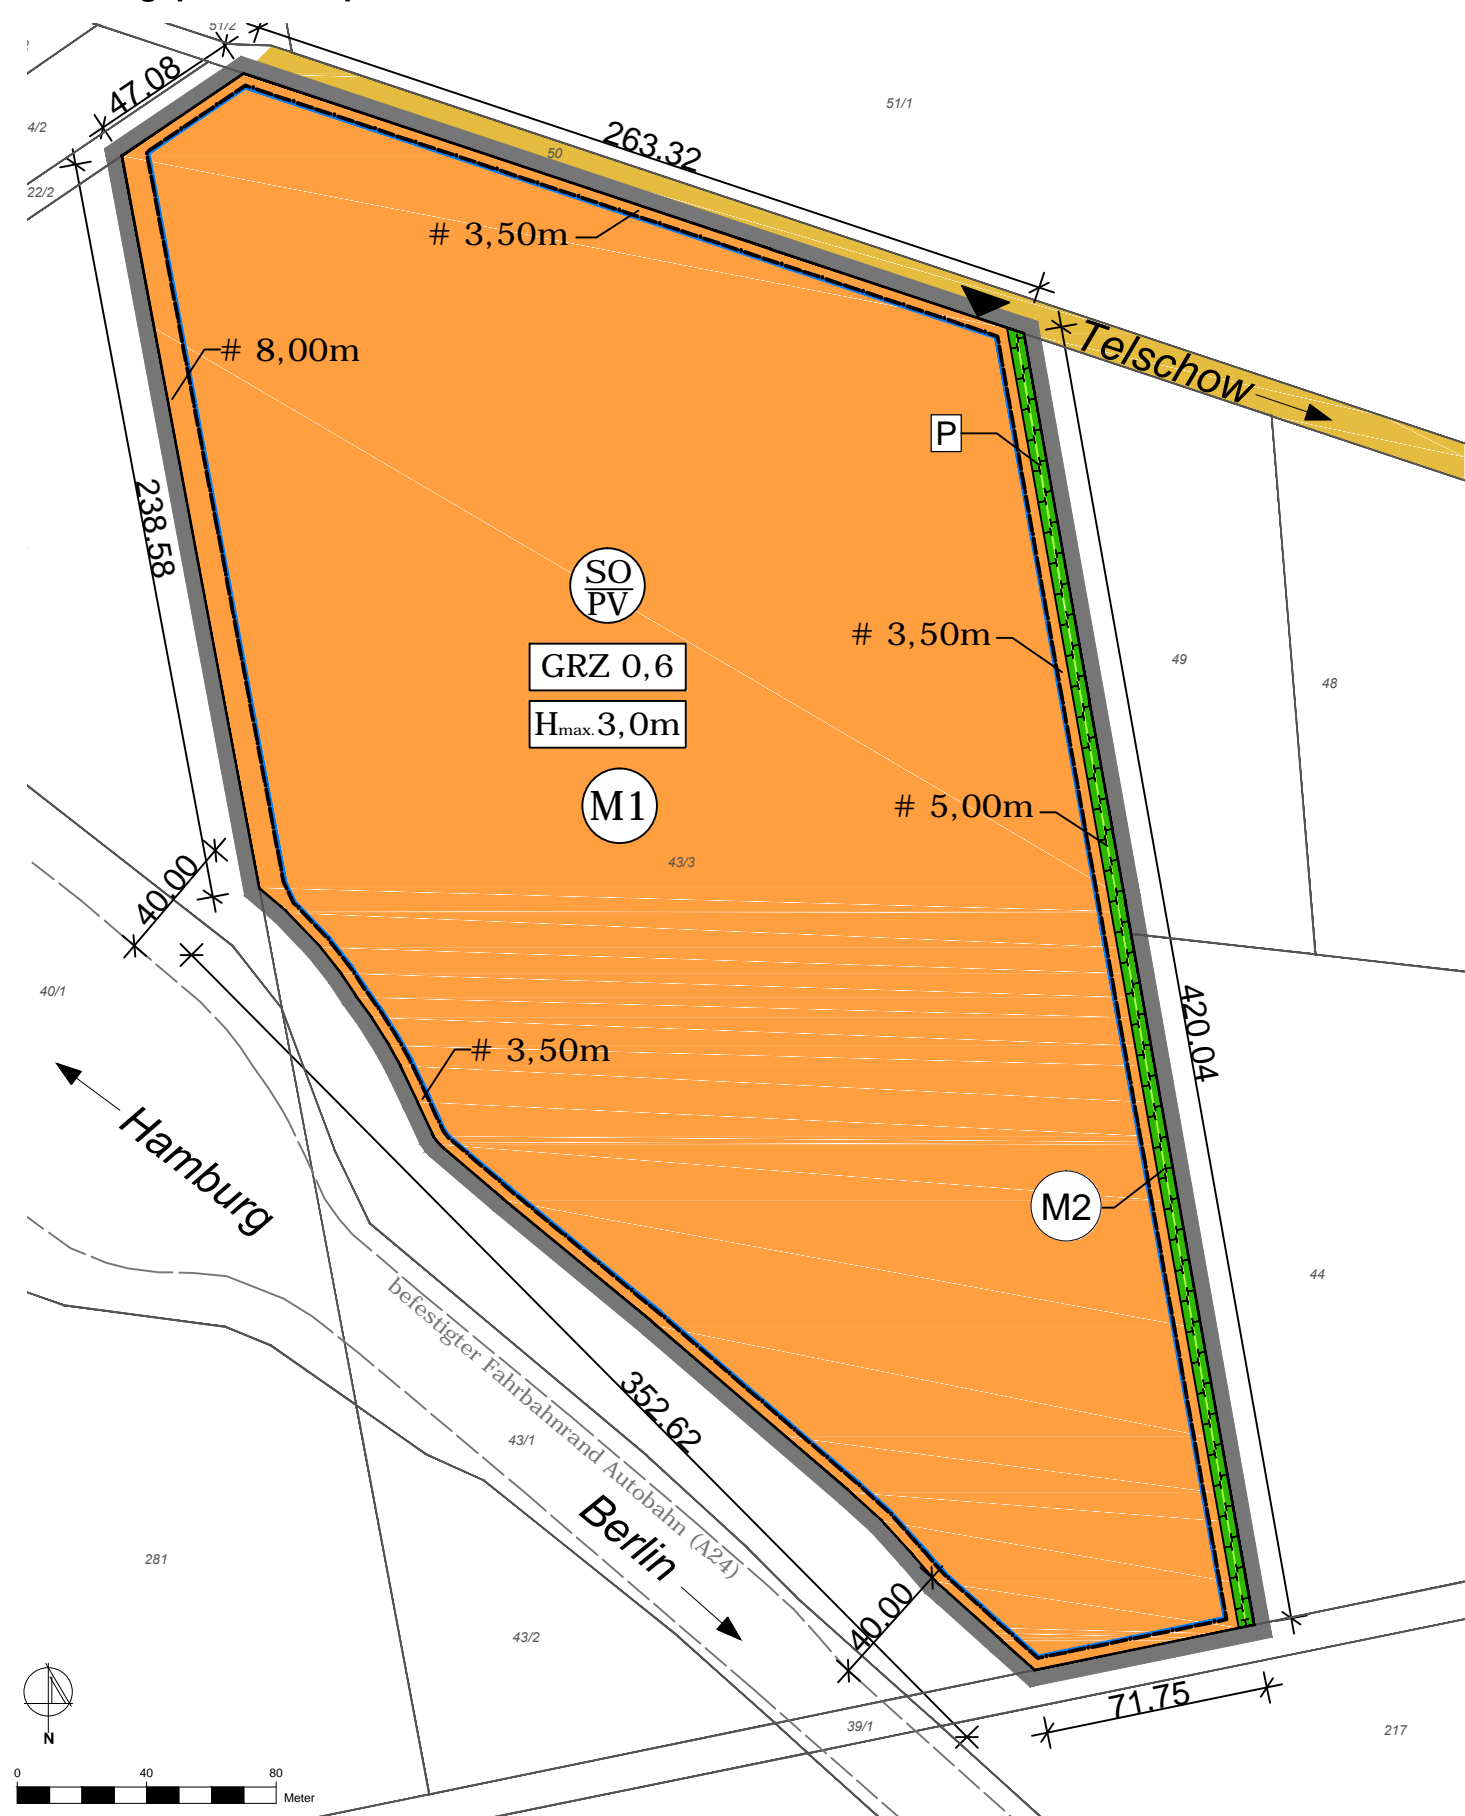 51/2
47.08
4/2
22/2
51/1
263.32
50
# 3,50m
# 8,00m
Telschow
P
238.58
SO
PV
GRZ 0,6
Hmax.3,0m
M1
# 3,50m
49
48
# 5,00m
43/3
40.00
40/1
420.04
# 3,50m
Hamburg
M2
44
befestigter Fahrbahnrand Autobahn (A24)
352.62
43/1
Berlin
281
43/2
40.00
71.75
39/1
217
N
0 40 80
Meter